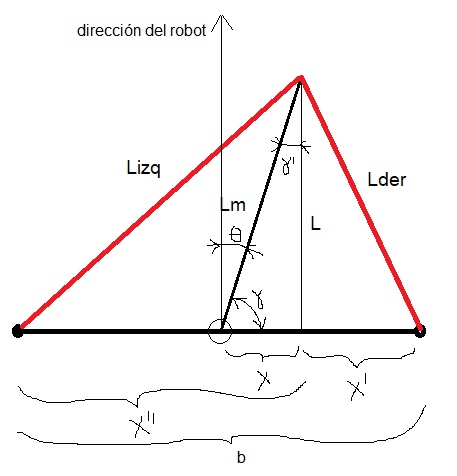 dirección del robot
Lizq
γ'
Lder
Lm
L
θ
γ
X
X'
X''
b